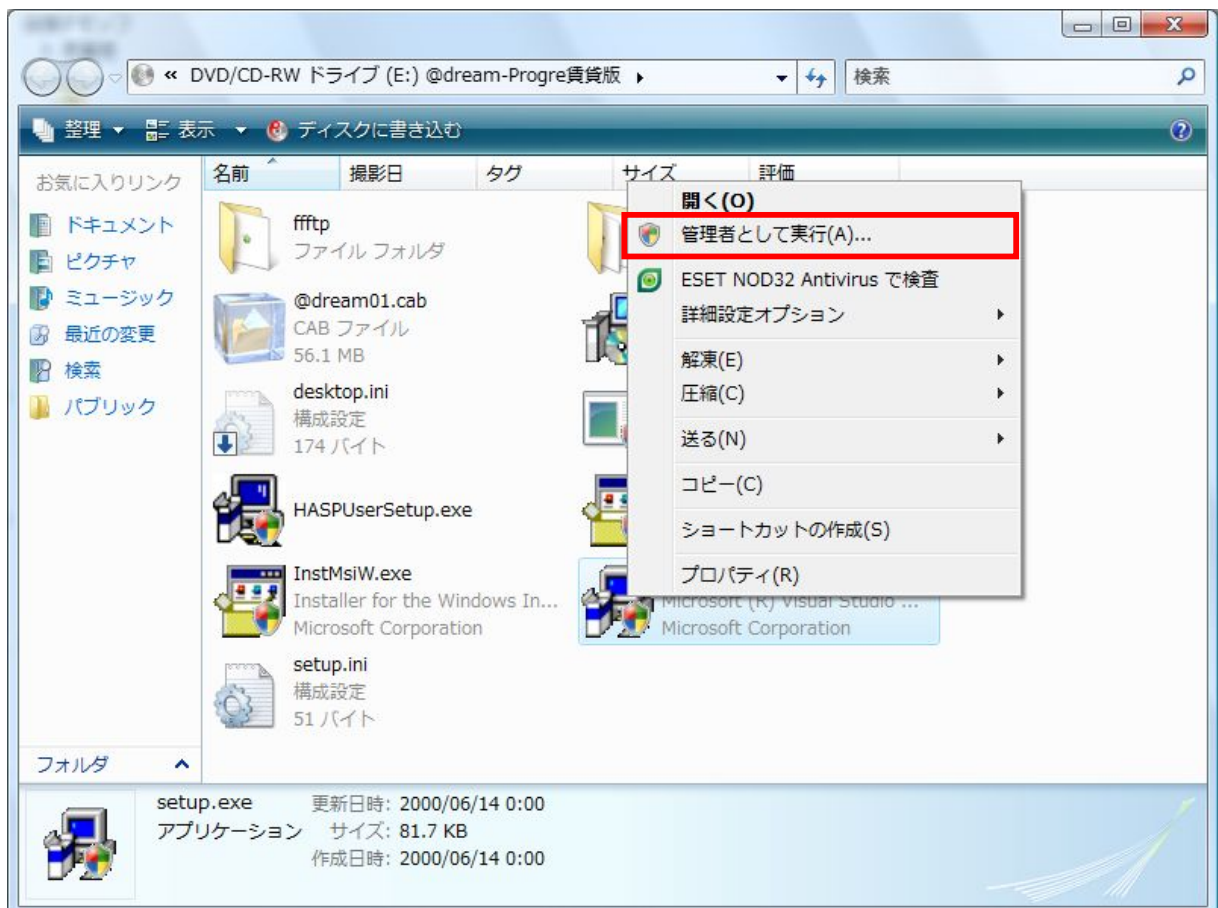 « DVD/CD-RW ドライブ (E:) @dream-Progre賃貸版
検索
整理 表示 ディスクに書き込む
お気に入りリンク
ドキュメント
ピクチャ
ミュージック
最近の変更
検索
パブリック
フォルダ
名前 撮影日 タグ サイズ 評価
ffftp
ファイル フォルダ
@dream01.cab
CAB ファイル
56.1 MB
desktop.ini
構成設定
174 バイト
HASPUserSetup.exe
InstMsiW.exe
Installer for the Windows In...
Microsoft Corporation
Microsoft (R) Visual Studio ...
Microsoft Corporation
setup.ini
構成設定
51 バイト
開く(O)
管理者として実行(A)...
ESET NOD32 Antivirus で検査
詳細設定オプション
解凍(E)
圧縮(C)
送る(N)
コピー(C)
ショートカットの作成(S)
プロパティ(R)
setup.exe 更新日時: 2000/06/14 0:00
アプリケーション サイズ: 81.7 KB
作成日時: 2000/06/14 0:00